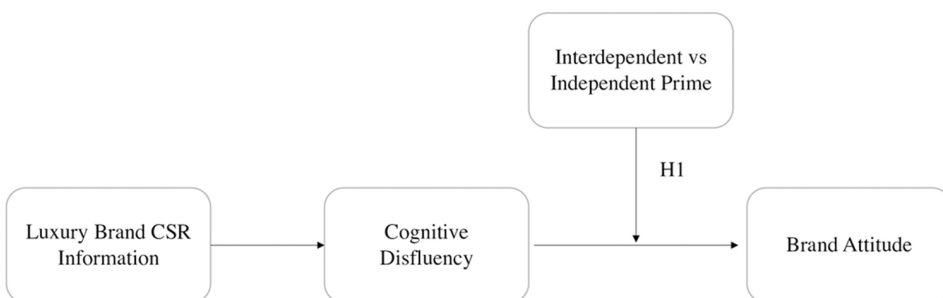 Interdependent vs
Independent Prime
H1
Luxury Brand CSR
Information
Cognitive
Disfluency
Brand Attitude